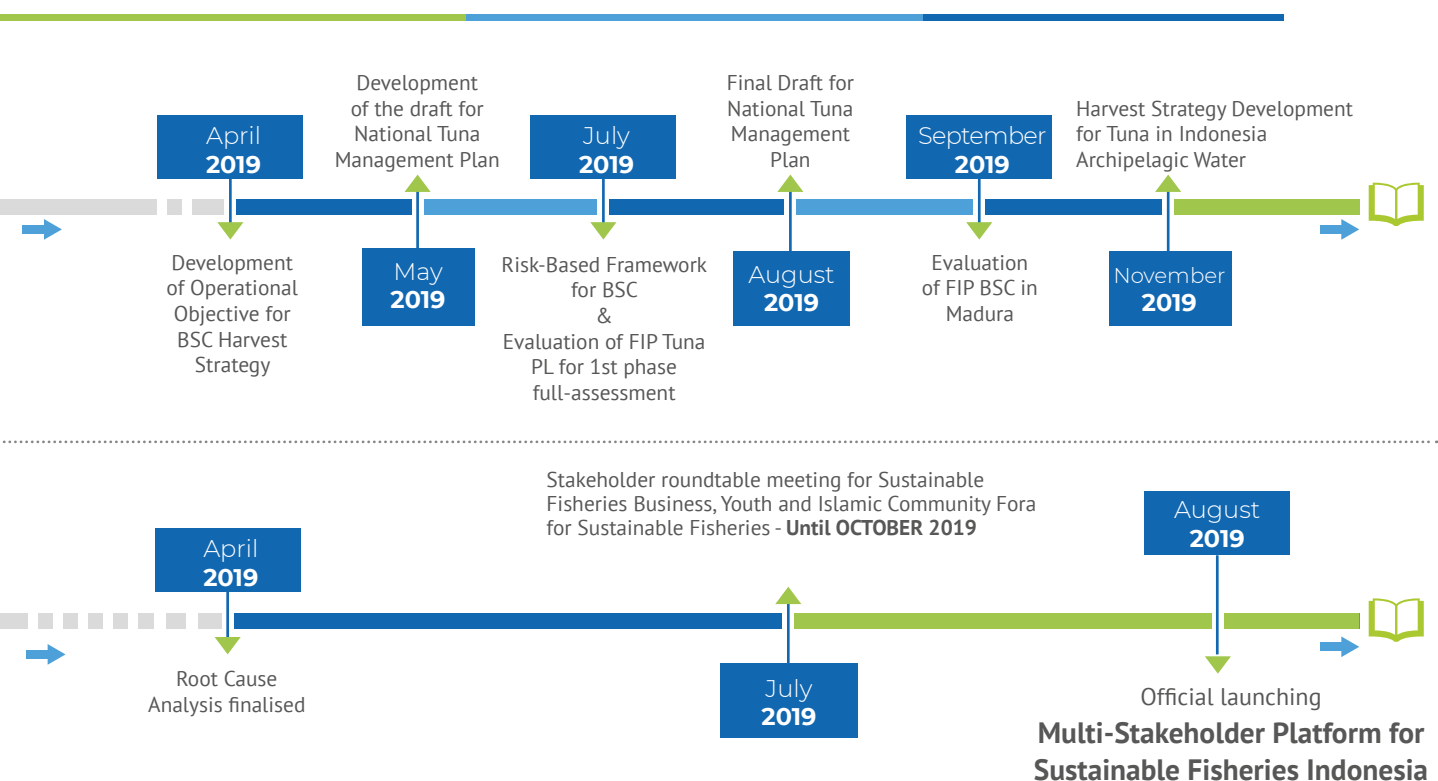 April
2019
Development
of Operational
Objective for
BSC Harvest
Strategy
Development
of the draft for
National Tuna
Management Plan
May
2019
July
2019
Risk-Based Framework
for BSC
&
Evaluation of FIP Tuna
PL for 1st phase
full-assessment
Final Draft for
National Tuna
Management
Plan
August
2019
September
2019
Evaluation
of FIP BSC in
Madura
Harvest Strategy Development
for Tuna in Indonesia
Archipelagic Water
November
2019
April
2019
Root Cause
Analysis finalised
Stakeholder roundtable meeting for Sustainable
Fisheries Business, Youth and Islamic Community Fora
for Sustainable Fisheries - Until OCTOBER 2019
July
2019
August
2019
Official launching
Multi-Stakeholder Platform for
Sustainable Fisheries Indonesia